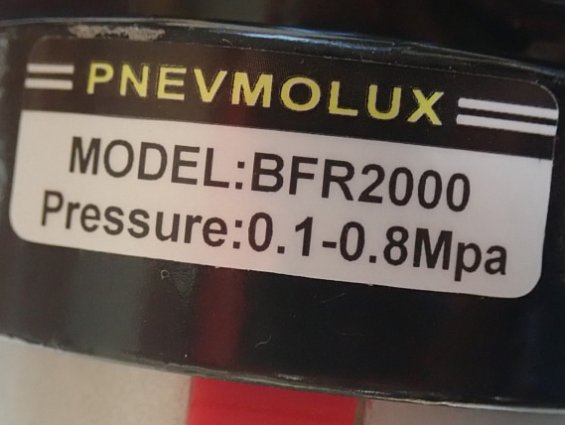 PNEVMOLUX
MODEL:BFR2000
Pressure:0.1-0.8Mpa